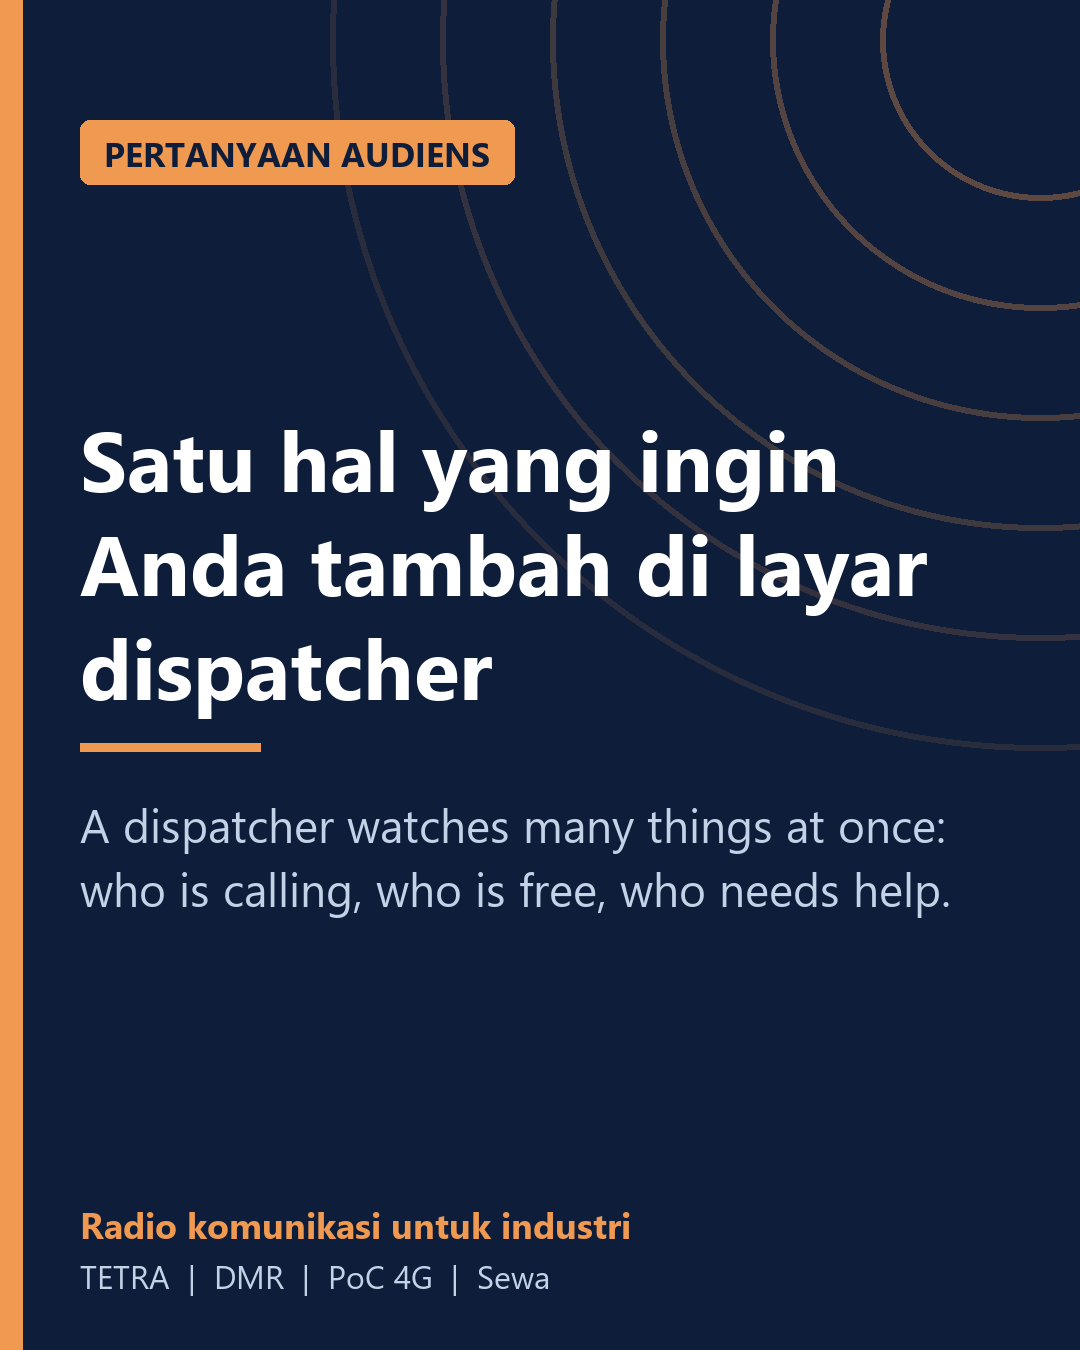 PERTANYAAN AUDIENS
Satu hal yang ingin
Anda tambah di layar
dispatcher
A dispatcher watches many things at once:
who is calling, who is free, who needs help.
Radio komunikasi untuk industri
TETRA | DMR | PoC 4G | Sewa